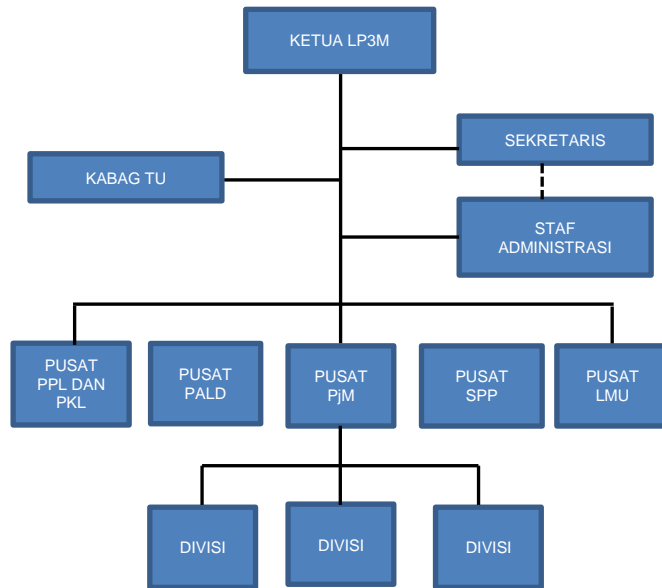 KETUA LP3M
SEKRETARIS
KABAG TU
STAF
ADMINISTRASI
PUSAT
PPL DAN
PKL
PUSAT
PALD
PUSAT
PjM
PUSAT
SPP
PUSAT
LMU
DIVISI
DIVISI
DIVISI